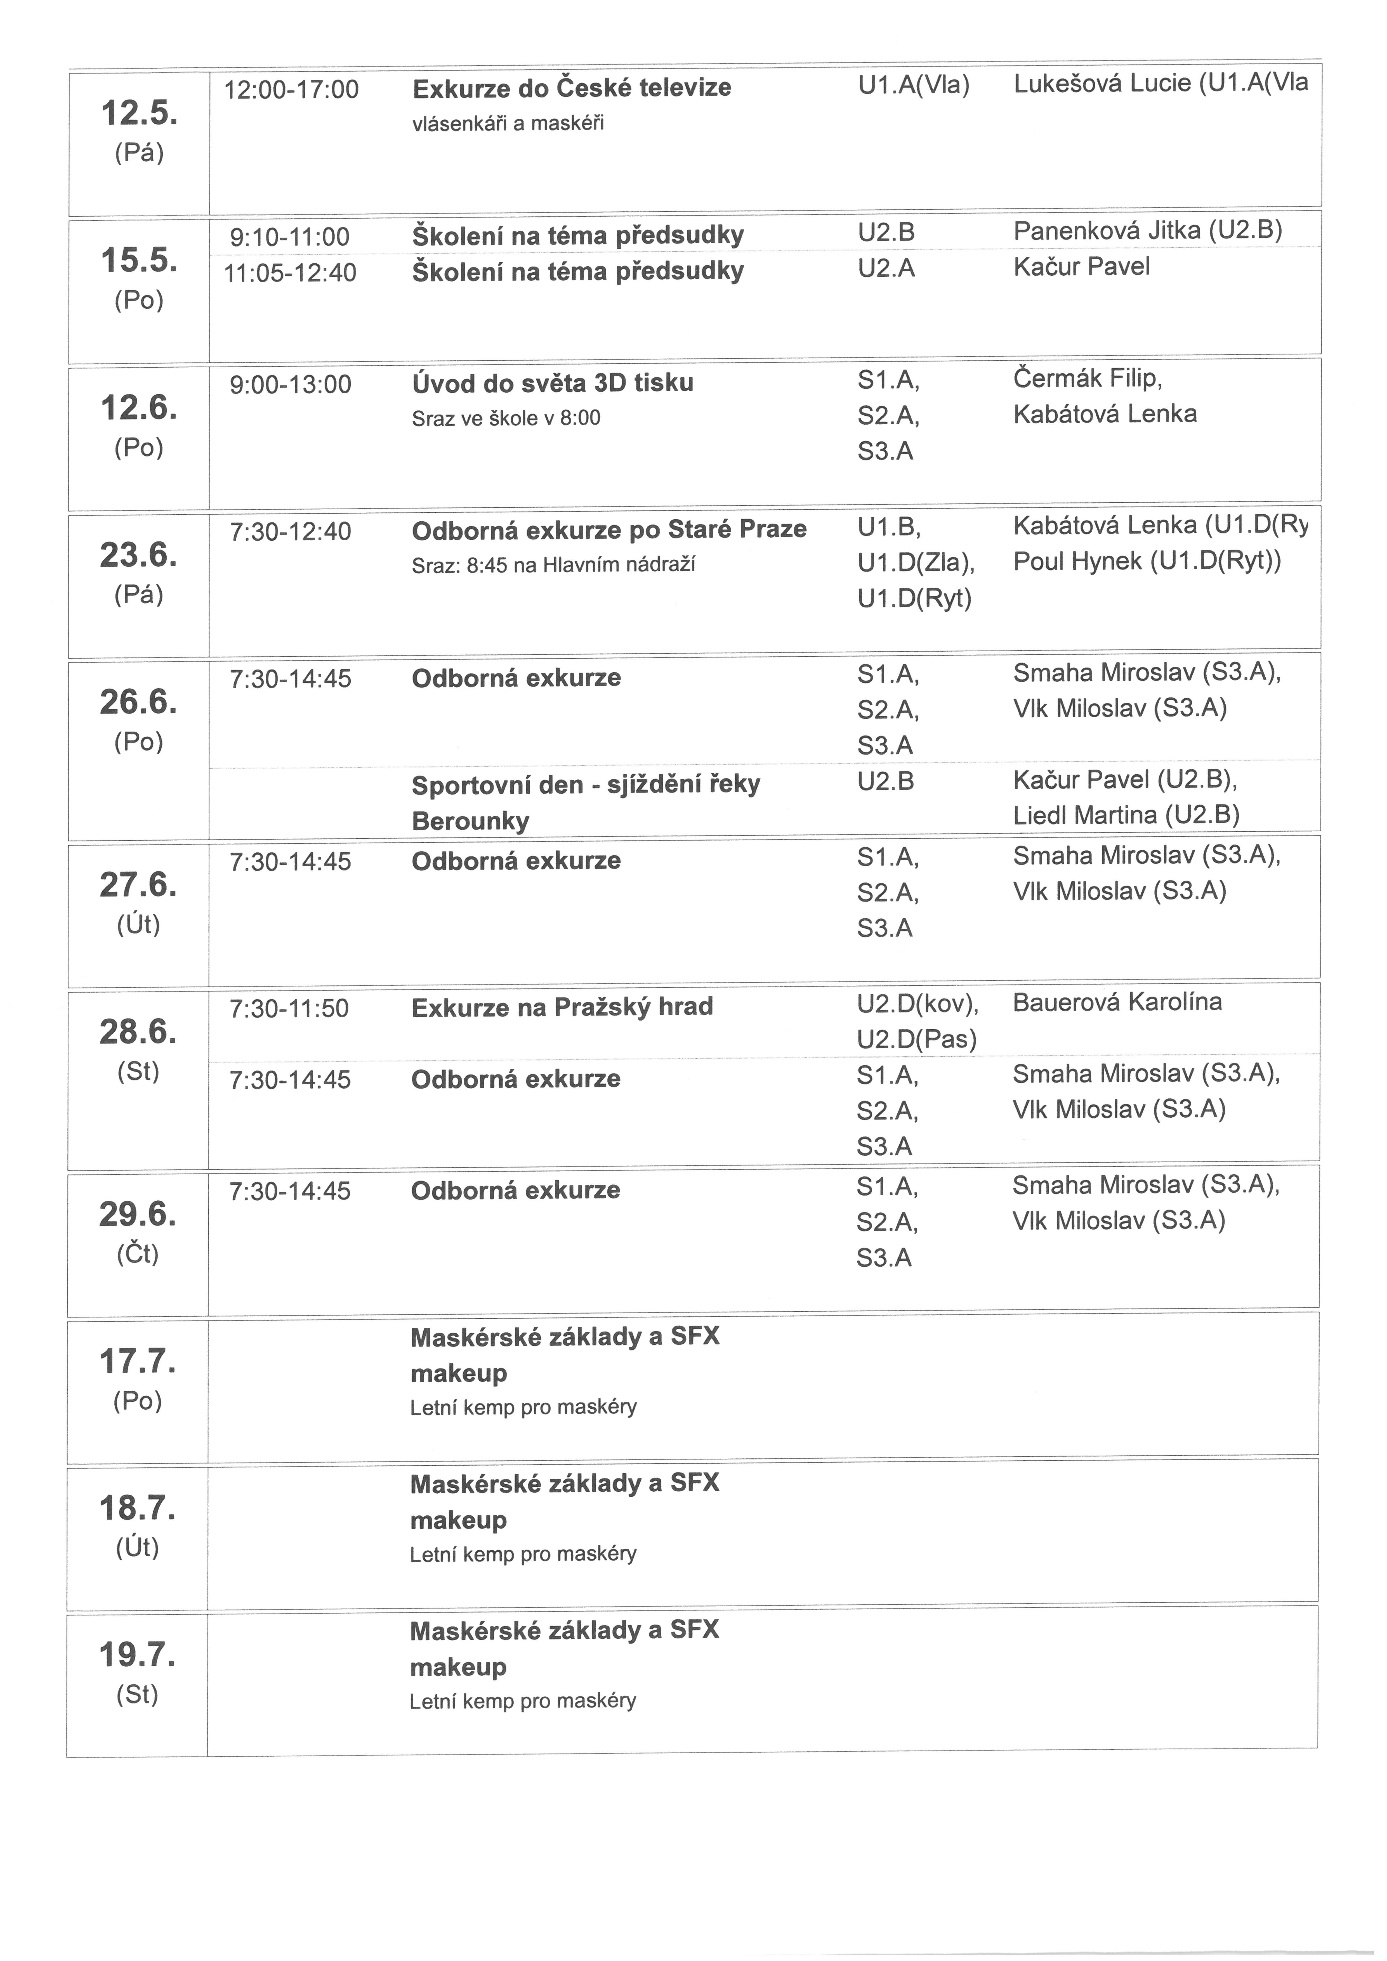 12.5.
(Pá)
12:00-17:00 Exkurze do České televize U1.A(Vla) Lukešová Lucie (U1.A(Vla
vlásenkáři a maskéři
15.5.
(Po)
9:10-11:00 Školení na téma předsudky U2.B Panenková Jitka (U2.B)
11:05-12:40 Školení na téma předsudky U2.A Kačur Pavel
12.6.
(Po)
9:00-13:00 Úvod do světa 3D tisku S1.A, Čermák Filip,
Sraz ve škole v 8:00 S2.A, Kabátová Lenka
S3.A
23.6.
(Pá)
7:30-12:40 Odborná exkurze po Staré Praze U1.B, Kabátová Lenka (U1.D(Ry
Sraz: 8:45 na Hlavním nádraží U1.D(Zla), Poul Hynek (U1.D(Ryt))
U1.D(Ryt)
26.6.
(Po)
7:30-14:45 Odborná exkurze S1.A, Smaha Miroslav (S3.A),
S2.A, Vlk Miloslav (S3.A)
S3.A
Sportovní den - sjíždění řeky U2.B Kačur Pavel (U2.B),
Berounky Liedl Martina (U2.B)
27.6.
(Út)
7:30-14:45 Odborná exkurze S1.A, Smaha Miroslav (S3.A),
S2.A, Vlk Miloslav (S3.A)
S3.A
28.6.
(St)
7:30-11:50 Exkurze na Pražský hrad U2.D(kov), Bauerová Karolína
U2.D(Pas)
7:30-14:45 Odborná exkurze S1.A, Smaha Miroslav (S3.A),
S2.A, Vlk Miloslav (S3.A)
S3.A
29.6.
(Čt)
7:30-14:45 Odborná exkurze S1.A, Smaha Miroslav (S3.A),
S2.A, Vlk Miloslav (S3.A)
S3.A
17.7.
(Po)
Maskérské základy a SFX
makeup
Letní kemp pro maskéry
18.7.
(Út)
Maskérské základy a SFX
makeup
Letní kemp pro maskéry
19.7.
(St)
Maskérské základy a SFX
makeup
Letní kemp pro maskéry